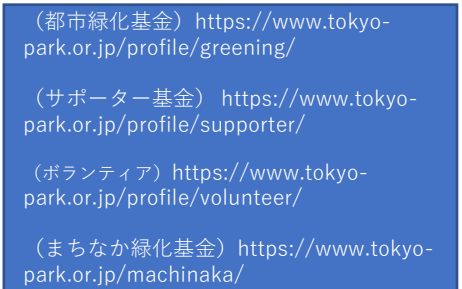 （都市緑化基金）https://www.tokyo-
park.or.jp/profile/greening/
（サポーター基金） https://www.tokyo-
park.or.jp/profile/supporter/
（ボランティア）https://www.tokyo-
park.or.jp/profile/volunteer/
（まちなか緑化基金）https://www.tokyo-
park.or.jp/machinaka/